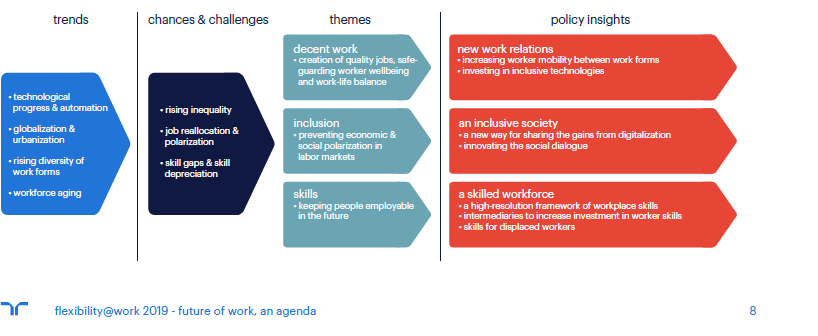 trends
chances & challenges
themes
policy insights
• technological
progress & automation
• globalization &
urbanization
• rising diversity of
work forms
• workforce aging
• rising inequality
• job reallocation &
polarization
• skill gaps & skill
depreciation
decent work
• creation of quality jobs, safe-
guarding worker wellbeing
and work-life balance
inclusion
• preventing economic &
social polarization in
labor markets
skills
• keeping people employable
in the future
new work relations
• increasing worker mobility between work forms
• investing in inclusive technologies
an inclusive society
• a new way for sharing the gains from digitalization
• innovating the social dialogue
a skilled workforce
• a high-resolution framework of workplace skills
• intermediaries to increase investment in worker skills
• skills for displaced workers
flexibility@work 2019 - future of work, an agenda
8